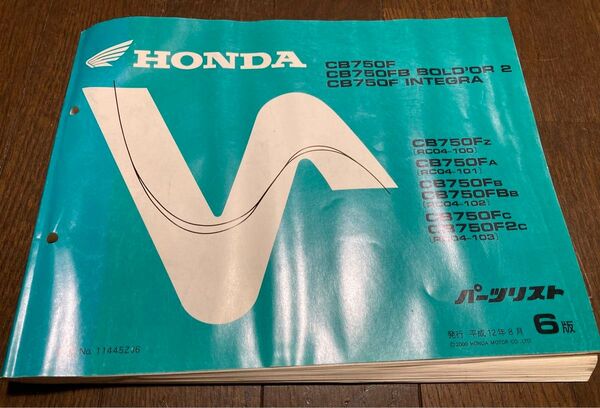 HONDA
CB750F
CB750FB BOLD'OR 2
CB750F INTEGRA
CB750Fz
(RC04-100)
CB750FA
(RC04-101)
CB750FB
CB750FBB
(RC04-102)
CB750Fc
CB750F2c
(RC04-103)
パーツリスト
発行・平成12年8月 6版
©2000 HONDA MOTOR CO., LTD.
No. 11445ZJ6